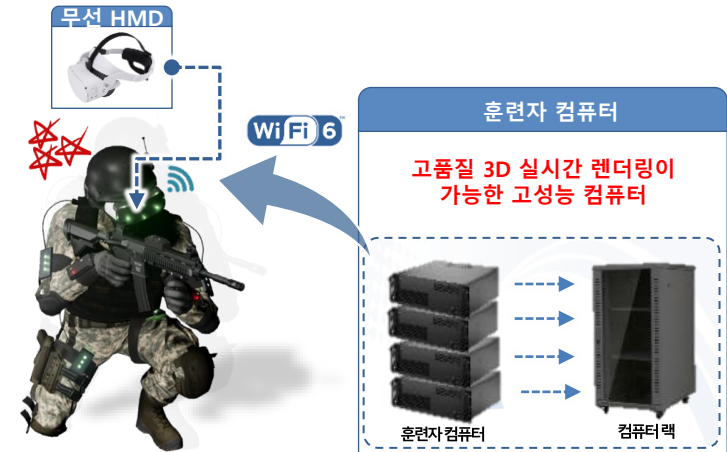 무선 HMD
Wi Fi 6
훈련자 컴퓨터
고품질 3D 실시간 렌더링이
가능한 고성능 컴퓨터
훈련자 컴퓨터
컴퓨터 랙